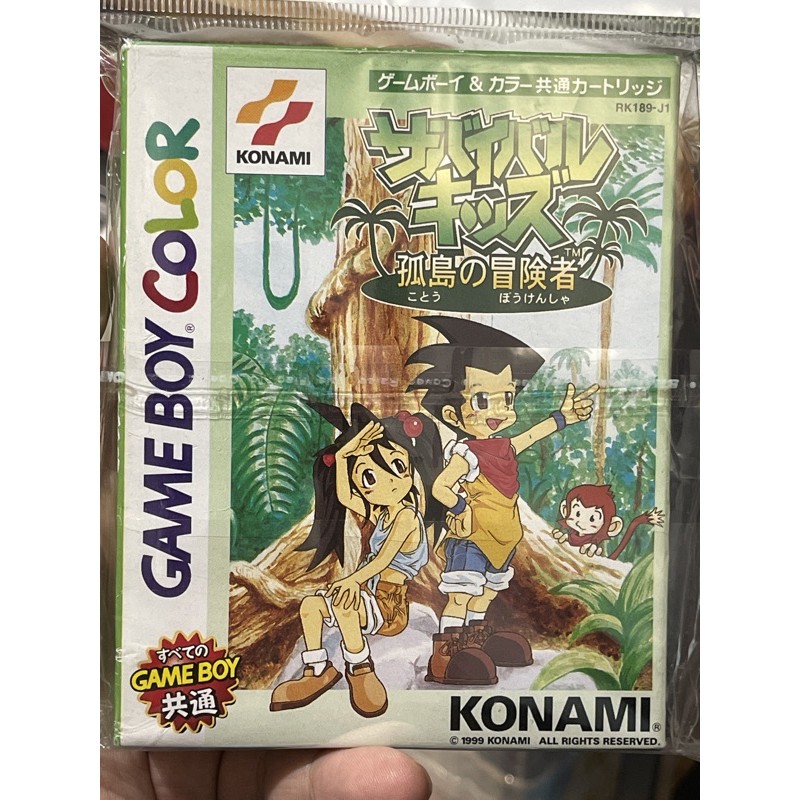 GAME BOY COLOR®
KONAMI
ゲームボーイ&カラー共通カートリッジ
RK189-J1
サバイバル
キッズ
TM
孤島の冒険者
ことう ぼうけんしゃ
すべての
GAME BOY
共通
KONAMI®
© 1999 KONAMI ALL RIGHTS RESERVED.